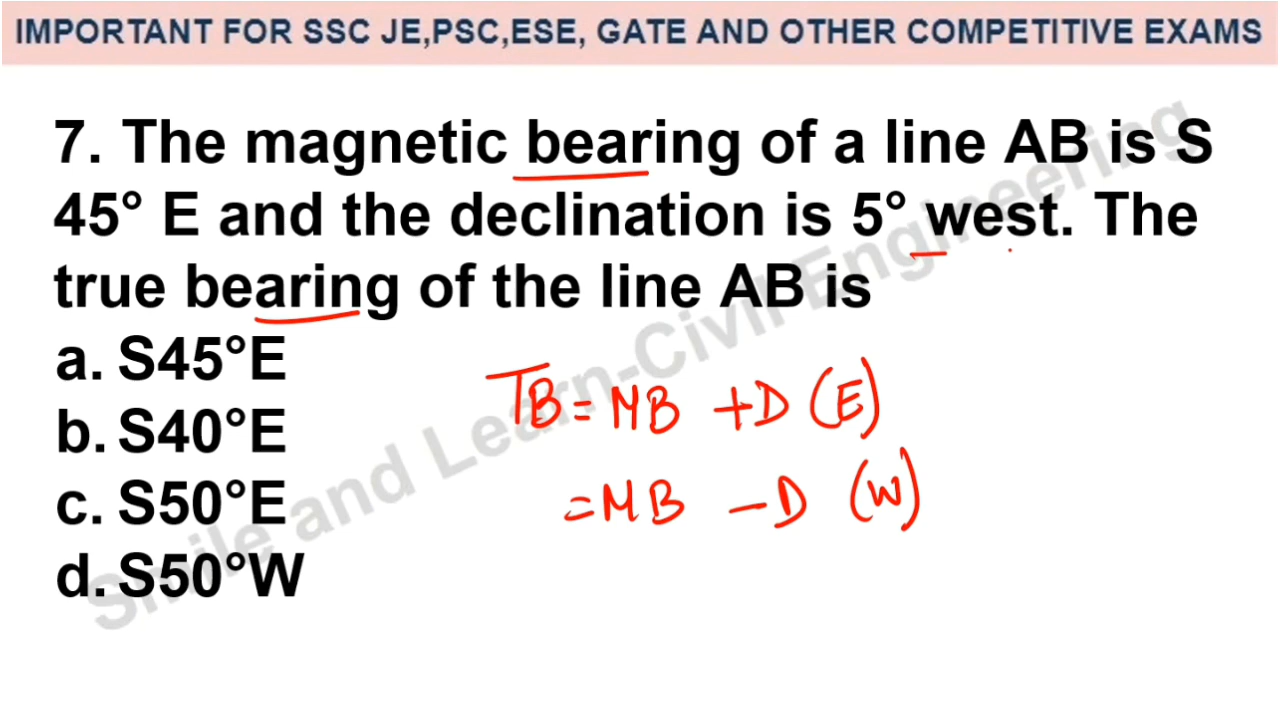 IMPORTANT FOR SSC JE,PSC,ESE, GATE AND OTHER COMPETITIVE EXAMS
7. The magnetic bearing of a line AB is S
45° E and the declination is 5° west. The
true bearing of the line AB is
a. S45°E
b. S40°E
c. S50°E
d. S50°W
TB = MB + D (E)
= MB - D (W)
Smile and Learn-Civil Engineering